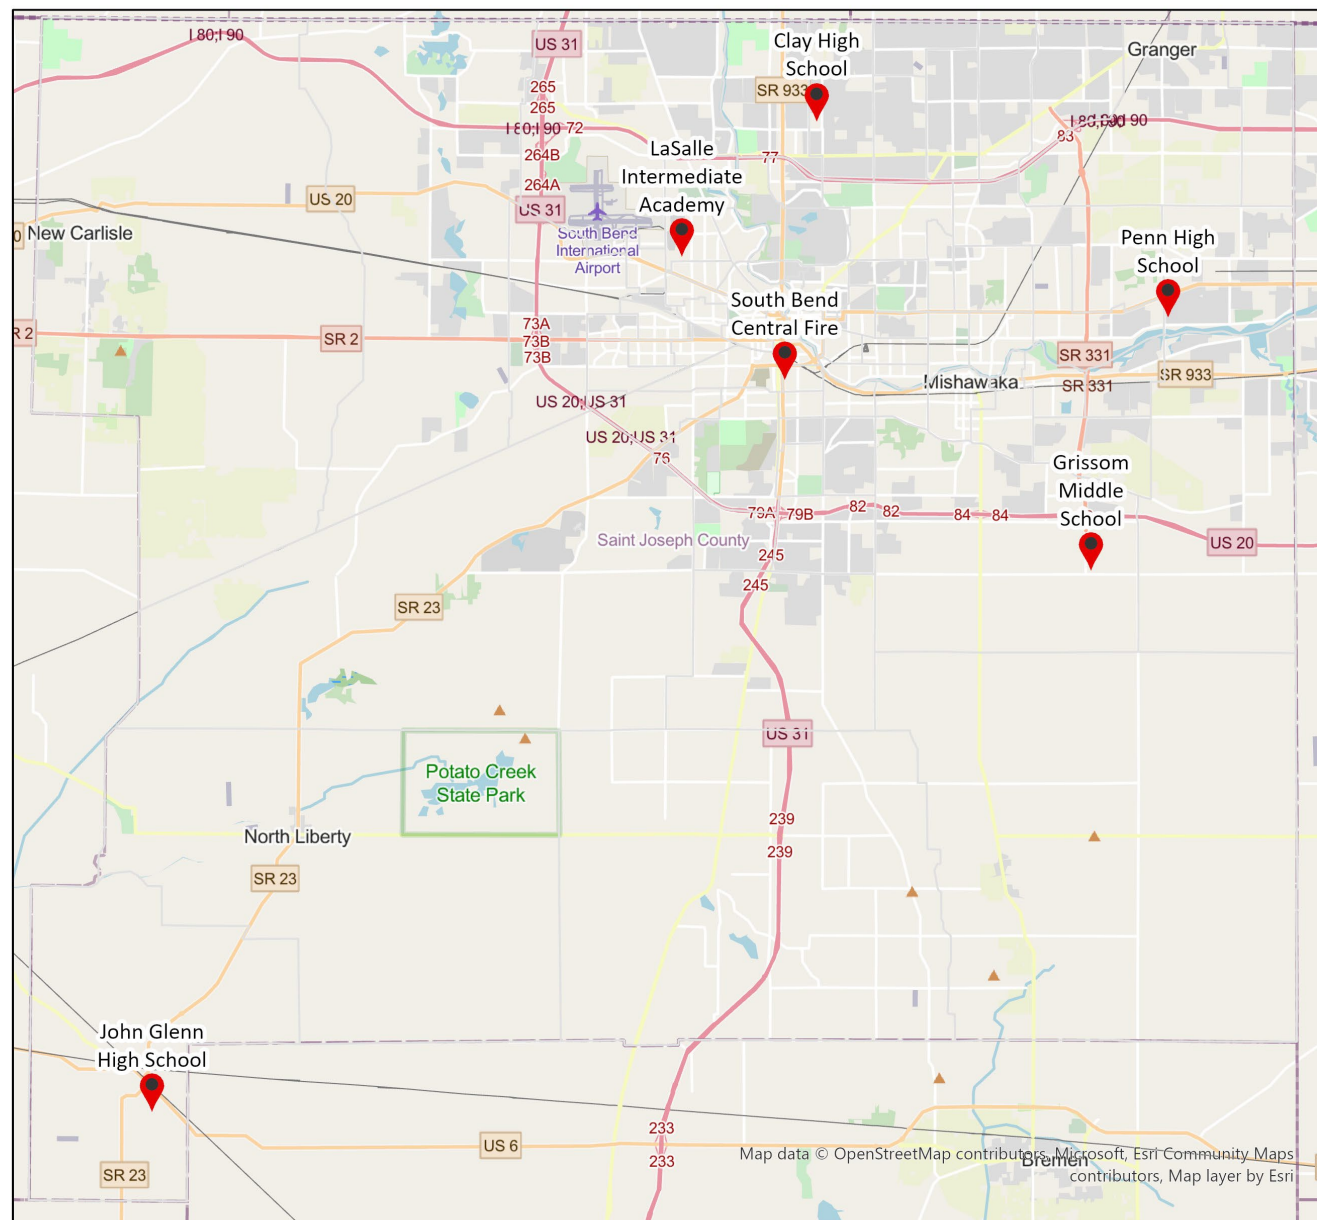 I 80;I 90
US 31
Clay High
School
Granger
265
SR 933
265
I 80;I 90
72
I 90
83
LaSalle
Intermediate
Academy
77
264B
264A
US 20
US 31
New Carlisle
South Bend
International
Airport
Penn High
School
South Bend
Central Fire
73A
R 2
SR 2
73B
73B
SR 331
SR 933
Mishawaka
SR 331
US 20;US 31
US 20;US 31
76
Grissom
Middle
School
79A
79B
82
82
84
84
US 20
Saint Joseph County
245
245
SR 23
US 31
Potato Creek
State Park
239
North Liberty
239
SR 23
John Glenn
High School
233
US 6
233
SR 23
Bremen
Map data © OpenStreetMap contributors, Microsoft, Esri Community Maps
contributors, Map layer by Esri